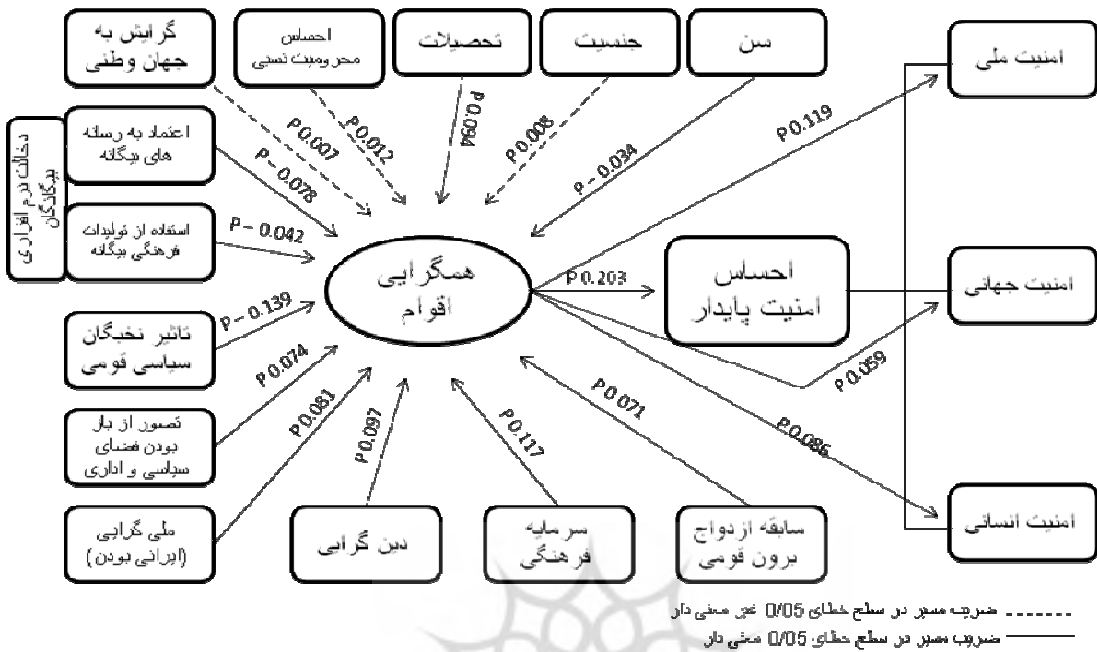 سن
جنسیت
تحصیلات
احساس
محرومیت نسبی
گرایش به
جهان وطنی
امنیت ملی
P 0.119
P – 0.034
P 0.008
P 0.094
P 0.012
P 0.007
اعتماد به رسانه
های بیگانه
دخالت نرم افزاری
بیگانگان
P – 0.078
استفاده از تولیدات
فرهنگی بیگانه
P – 0.042
همگرایی
اقوام
P 0.203
احساس
امنیت پایدار
امنیت جهانی
P 0.059
تاثیر نخبگان
سیاسی قومی
P – 0.139
P 0.074
تصور از باز
بودن فضای
سیاسی و اداری
P 0.081
P 0.097
P 0.117
P 0.071
P 0.086
ملی گرایی
(ایرانی بودن)
دین گرایی
سرمایه
فرهنگی
سابقه ازدواج
برون قومی
امنیت انسانی
ضریب مسیر در سطح خطای 0/05 غیر معنی دار
ضریب مسیر در سطح خطای 0/05 معنی دار